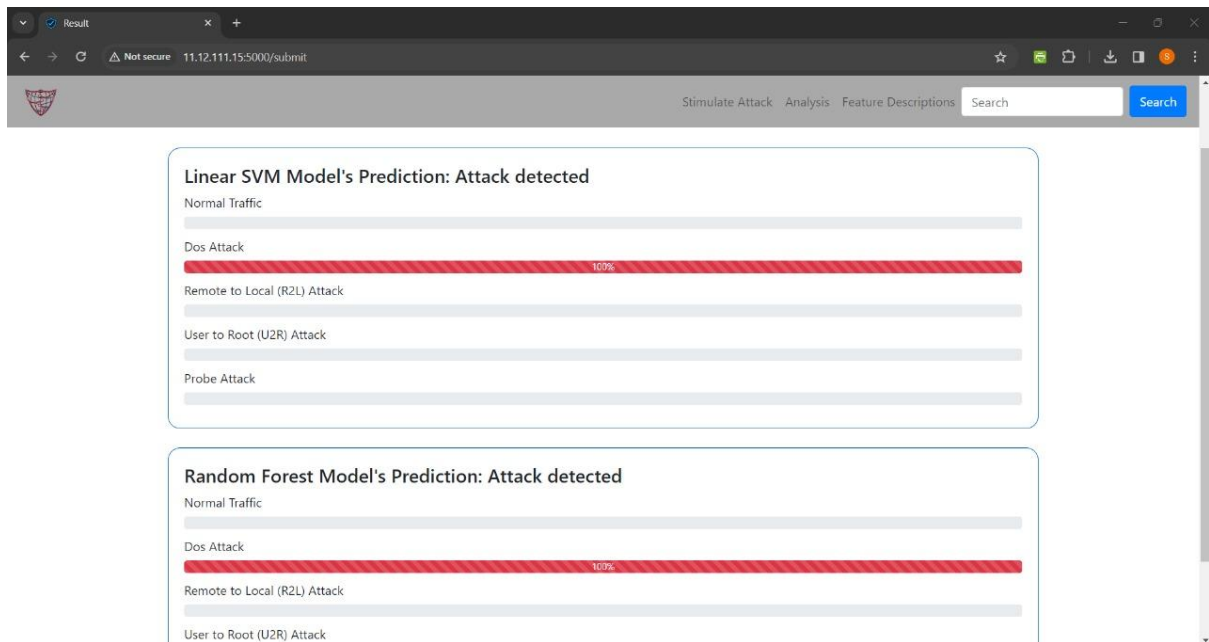 Result
Not secure 11.12.111.15:5000/submit
S
Stimulate Attack Analysis Feature Descriptions Search Search
Linear SVM Model's Prediction: Attack detected
Normal Traffic
Dos Attack
100%
Remote to Local (R2L) Attack
User to Root (U2R) Attack
Probe Attack
Random Forest Model's Prediction: Attack detected
Normal Traffic
Dos Attack
100%
Remote to Local (R2L) Attack
User to Root (U2R) Attack